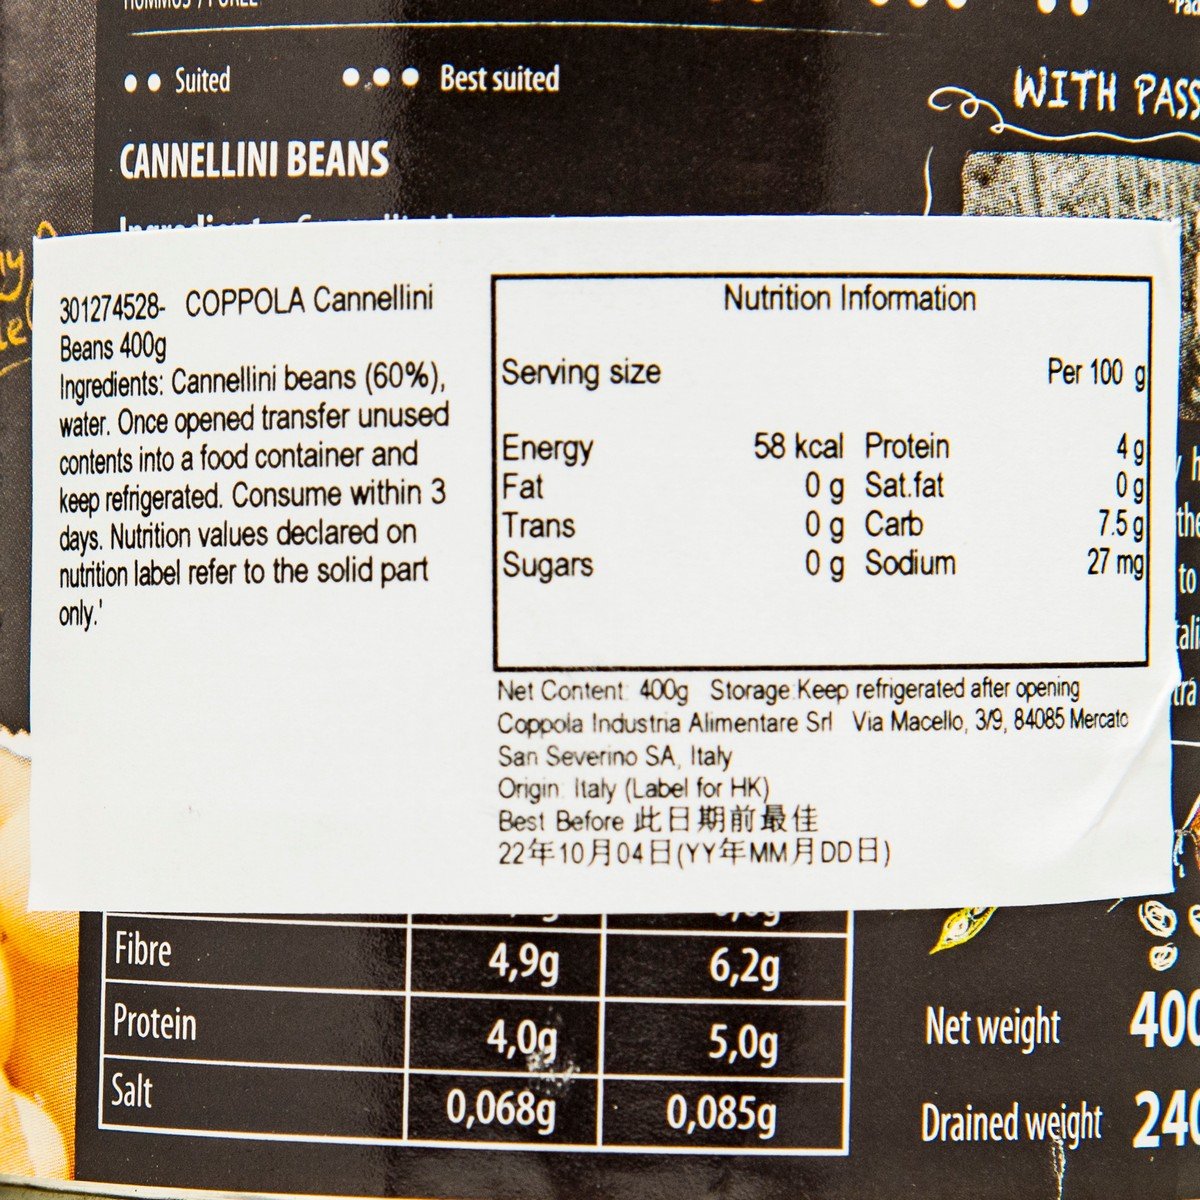 Suited
Best suited
WITH
CANNELLINI BEANS
301274528- COPPOLA Cannellini
Beans 400g
Ingredients: Cannellini beans (60%),
water. Once opened transfer unused
contents into a food container and
keep refrigerated. Consume within 3
days. Nutrition values declared on
nutrition label refer to the solid part
only.'
Nutrition Information
Serving size Per 100 g
Energy 58 kcal Protein 4 g
Fat 0 g Sat.fat 0 g
Trans 0 g Carb 7.5 g
Sugars 0 g Sodium 27 mg
Net Content: 400g Storage:Keep refrigerated after opening
Coppola Industria Alimentare Srl Via Macello, 3/9, 84085 Mercato
San Severino SA, Italy
Origin: Italy (Label for HK)
Best Before 此日期前最佳
22年10月04日(YY年MM月DD日)
Fibre 4,9g 6,2g
Protein 4,0g 5,0g
Salt 0,068g 0,085g
Net weight
Drained weight